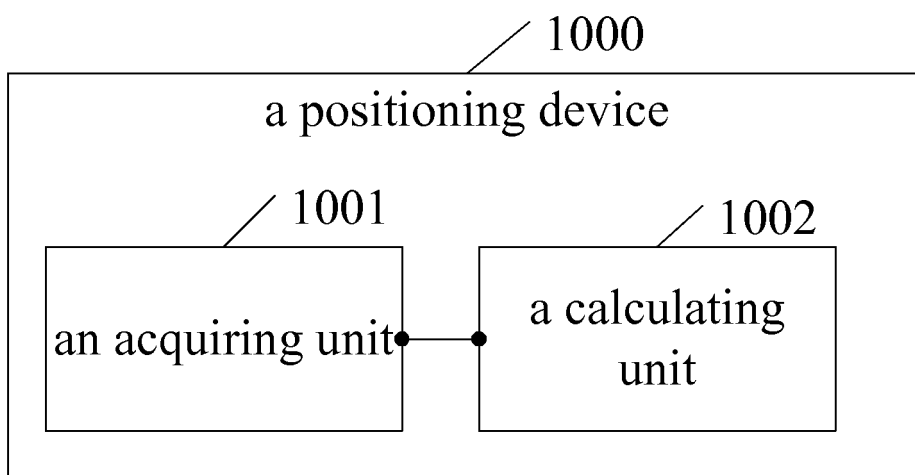 1000
a positioning device
1001
1002
an acquiring unit
a calculating
unit